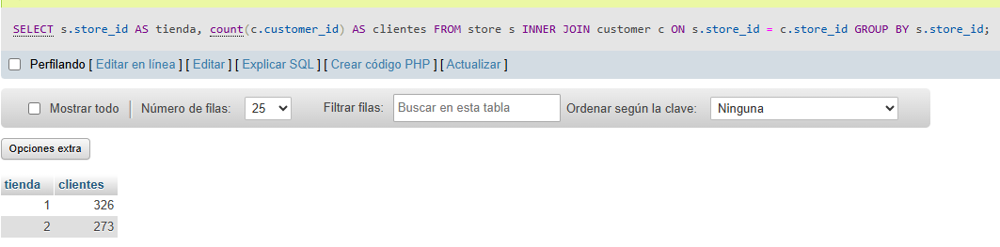 SELECT s.store_id AS tienda, count(c.customer_id) AS clientes FROM store s INNER JOIN customer c ON s.store_id = c.store_id GROUP BY s.store_id;
Perfilando [ Editar en línea ] [ Editar ] [ Explicar SQL ] [ Crear código PHP ] [ Actualizar ]
Mostrar todo | Número de filas: 25 Filtrar filas: Buscar en esta tabla Ordenar según la clave: Ninguna
Opciones extra
tienda clientes
1 326
2 273